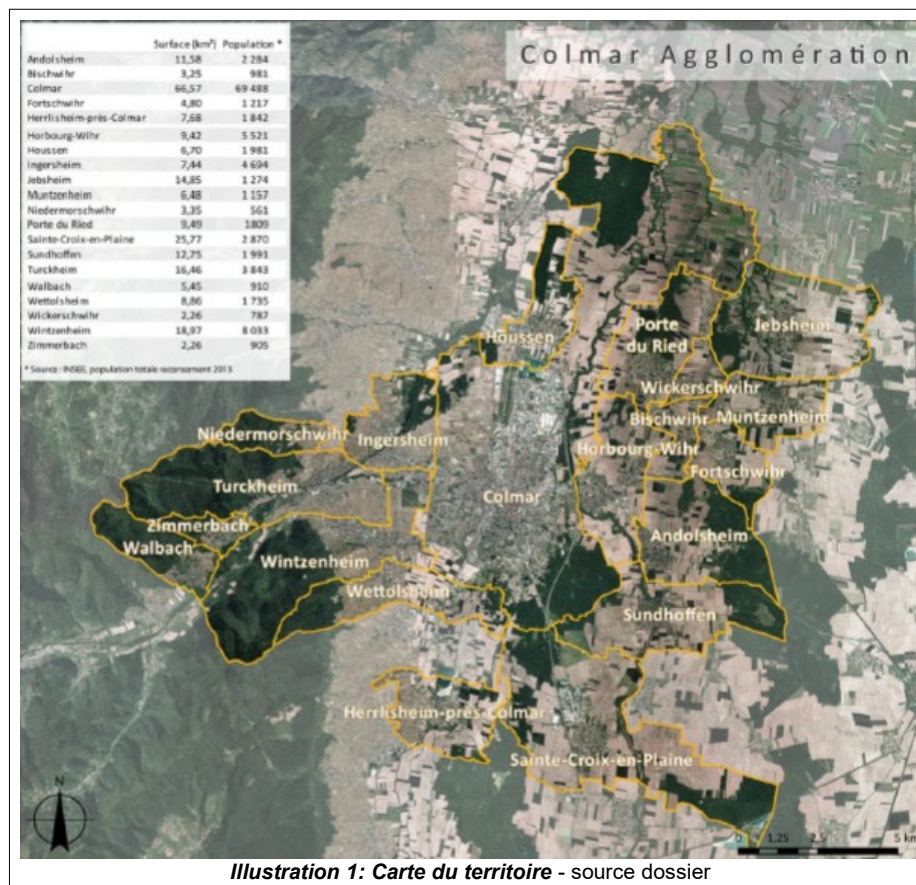 Surface (km²) Population *
Andolsheim 11,58 2 284
Bischwihr 3,25 981
Colmar 66,57 69 488
Fortschwihr 4,80 1 217
Herrlisheim-près-Colmar 7,68 1 842
Horbourg-Wihr 9,42 5 521
Houssen 6,70 1 981
Ingersheim 7,44 4 694
Jebsheim 14,85 1 274
Muntzenheim 6,48 1 157
Niedermorschwihr 3,35 561
Porte du Ried 9,49 1809
Sainte-Croix-en-Plaine 25,77 2 870
Sundhoffen 12,75 1 991
Turckheim 16,46 3 843
Walbach 5,45 910
Wettolsheim 8,86 1 735
Wickerschwihr 2,26 787
Wintzenheim 18,97 8 033
Zimmerbach 2,26 905
* Source : INSEE, population totale recensement 2013
Colmar Agglomération
Houssen
Porte
du Ried
Jebsheim
Wickerschwihr
Bischwihr
Muntzenheim
Niedermorschwihr
Ingersheim
Horbourg-Wihr
Fortschwihr
Turckheim
Colmar
Zimmerbach
Andolsheim
Walbach
Wintzenheim
Wettolsheim
Sundhoffen
Herrlisheim-près-Colmar
Sainte-Croix-en-Plaine
N
0 1,25 2,5 5 km
Illustration 1: Carte du territoire - source dossier